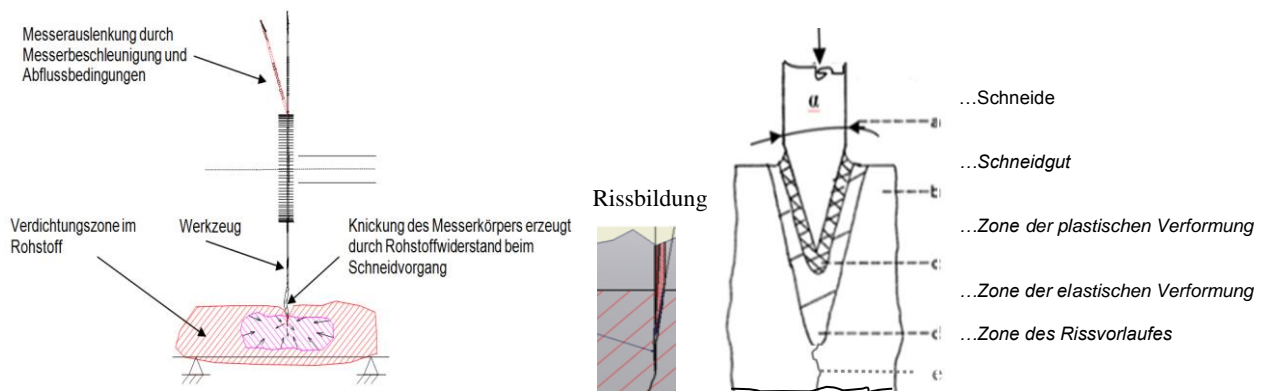 Messerauslenkung durch
Messerbeschleunigung und
Abflussbedingungen
Verdichtungszone im
Rohstoff
Werkzeug
Knickung des Messerkörpers erzeugt
durch Rohstoffwiderstand beim
Schneidvorgang
Rissbildung
α
a
b
c
d
e
...Schneide
...Schneidgut
...Zone der plastischen Verformung
...Zone der elastischen Verformung
...Zone des Rissvorlaufes